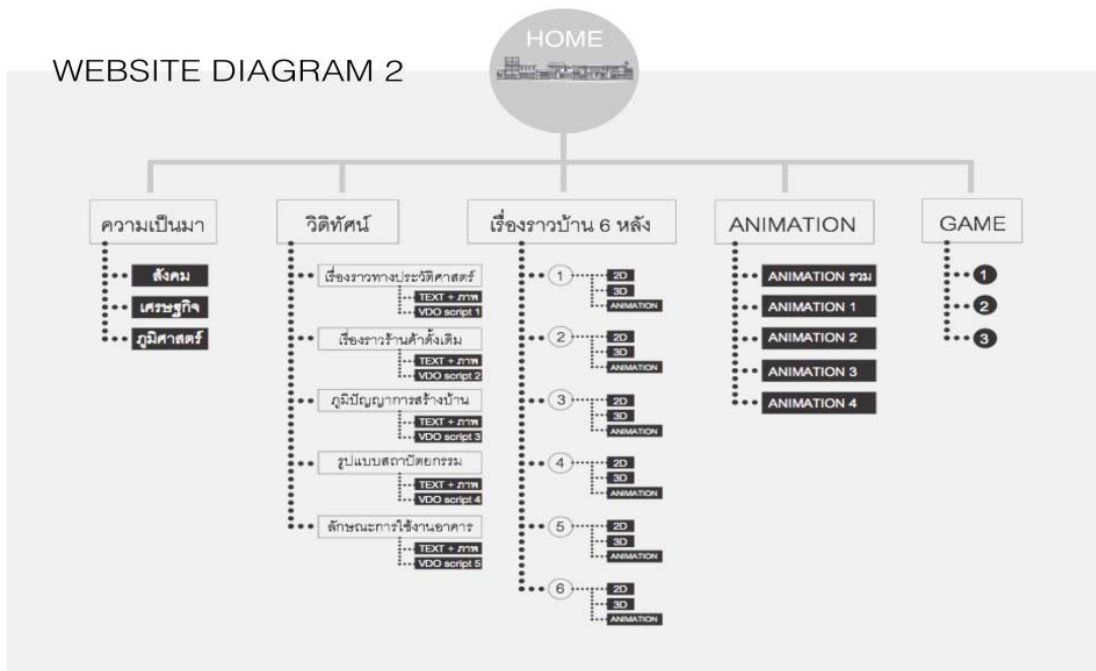 HOME
WEBSITE DIAGRAM 2
ความเป็นมา
สังคม
เศรษฐกิจ
ภูมิศาสตร์
วิดิทัศน์
เรื่องราวทางประวัติศาสตร์
TEXT + ภาพ
VDO script 1
เรื่องราวร้านค้าดั้งเดิม
TEXT + ภาพ
VDO script 2
ภูมิปัญญาการสร้างบ้าน
TEXT + ภาพ
VDO script 3
รูปแบบสถาปัตยกรรม
TEXT + ภาพ
VDO script 4
ลักษณะการใช้งานอาคาร
TEXT + ภาพ
VDO script 5
เรื่องราวบ้าน 6 หลัง
1
2D
3D
ANIMATION
2
2D
3D
ANIMATION
3
2D
3D
ANIMATION
4
2D
3D
ANIMATION
5
2D
3D
ANIMATION
6
2D
3D
ANIMATION
ANIMATION
ANIMATION รวม
ANIMATION 1
ANIMATION 2
ANIMATION 3
ANIMATION 4
GAME
1
2
3